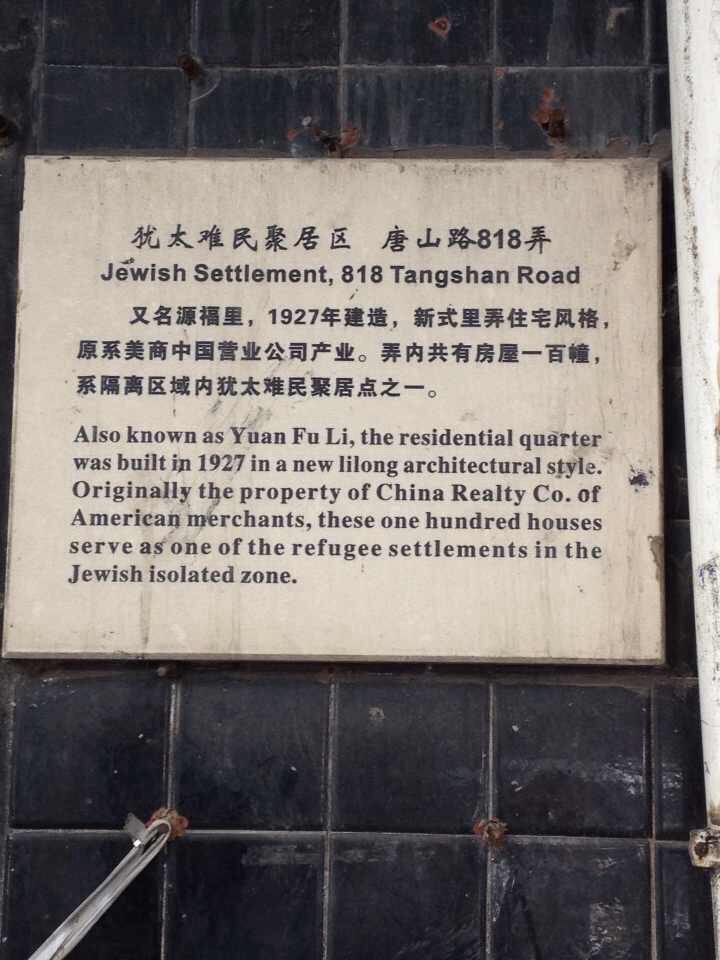 犹太难民聚居区 唐山路818弄
Jewish Settlement, 818 Tangshan Road
又名源福里，1927年建造，新式里弄住宅风格，
原系美商中国营业公司产业。弄内共有房屋一百幢，
系隔离区域内犹太难民聚居点之一。
Also known as Yuan Fu Li, the residential quarter
was built in 1927 in a new lilong architectural style.
Originally the property of China Realty Co. of
American merchants, these one hundred houses
serve as one of the refugee settlements in the
Jewish isolated zone.